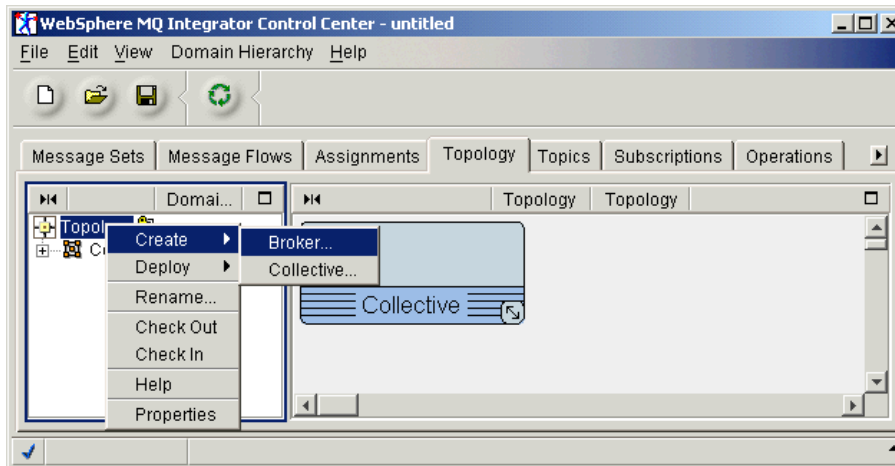 WebSphere MQ Integrator Control Center - untitled
File Edit View Domain Hierarchy Help
Message Sets Message Flows Assignments Topology Topics Subscriptions Operations
Domai... Topology Topology
Create Broker...
Deploy Collective...
Rename...
Check Out
Check In
Help
Properties
Collective